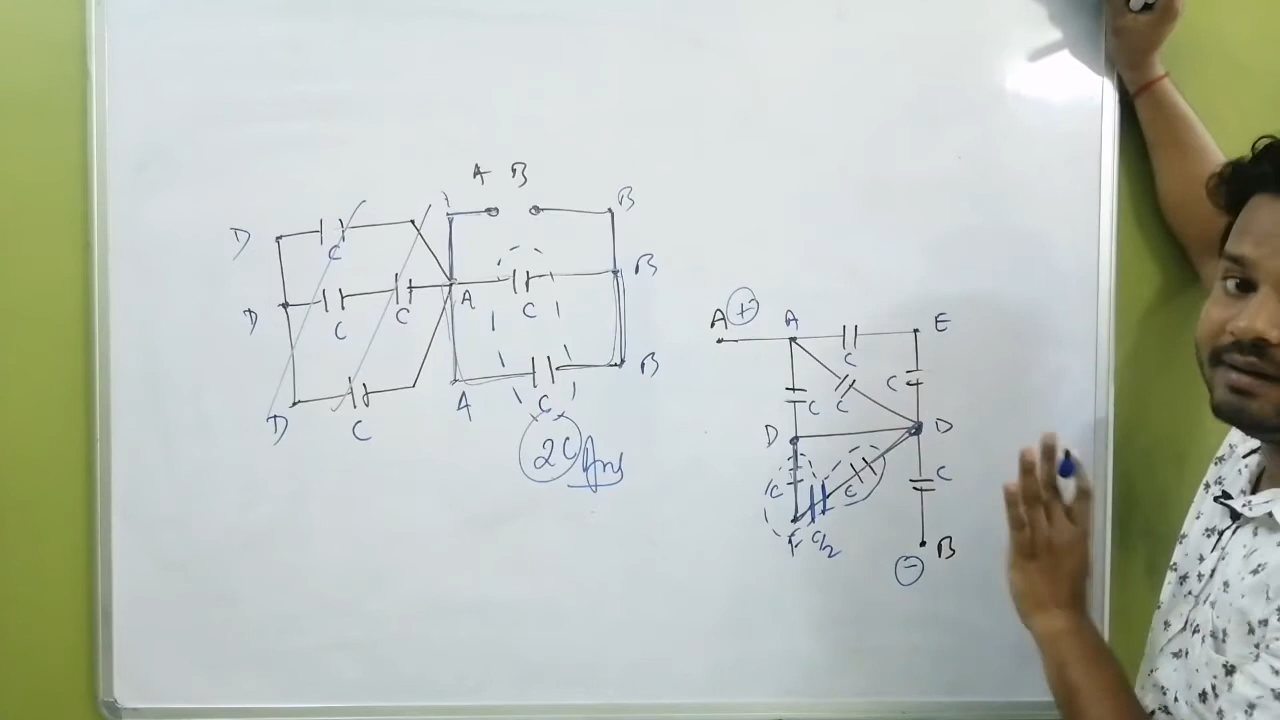 A B
D C A B
D C C A C B
D C A C B
2C Ans
A + A C E
C C C
D D
C C C
F C/2 B
-